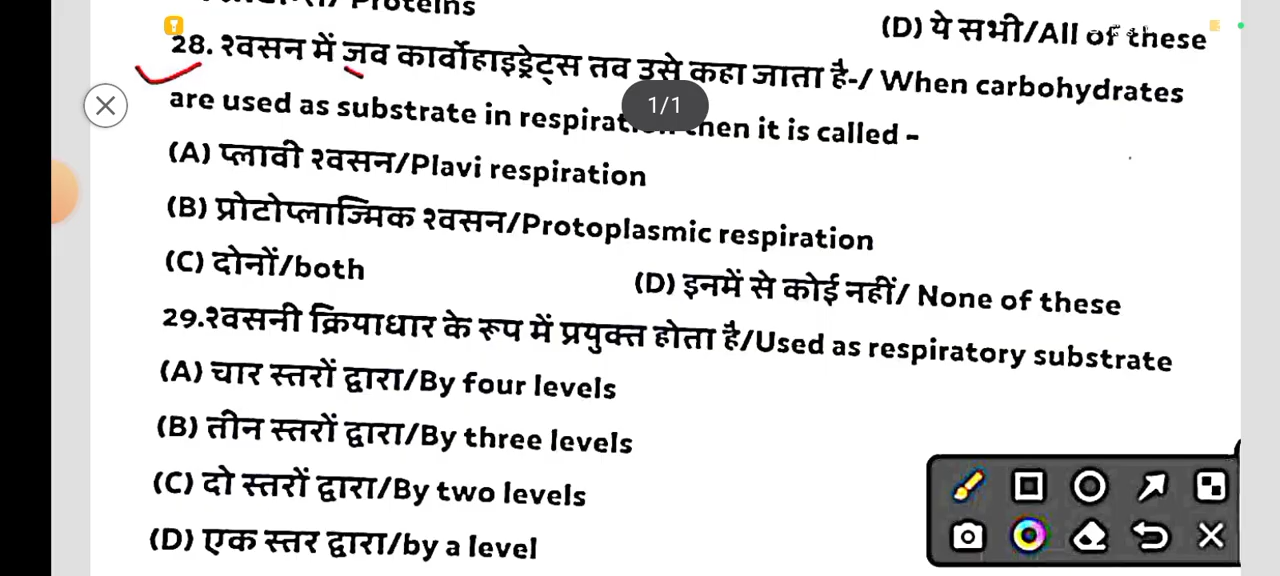 Proteins
(D) ये सभी/All of these
28. श्वसन में जव कार्वोहाइड्रेट्स तव उसे कहा जाता है-/ When carbohydrates
are used as substrate in respirat then it is called –
1/1
(A) प्लावी श्वसन/Plavi respiration
(B) प्रोटोप्लाज्मिक श्वसन/Protoplasmic respiration
(C) दोनों/both
(D) इनमें से कोई नहीं/ None of these
29.श्वसनी क्रियाधार के रूप में प्रयुक्त होता है/Used as respiratory substrate
(A) चार स्तरों द्वारा/By four levels
(B) तीन स्तरों द्वारा/By three levels
(C) दो स्तरों द्वारा/By two levels
(D) एक स्तर द्वारा/by a level